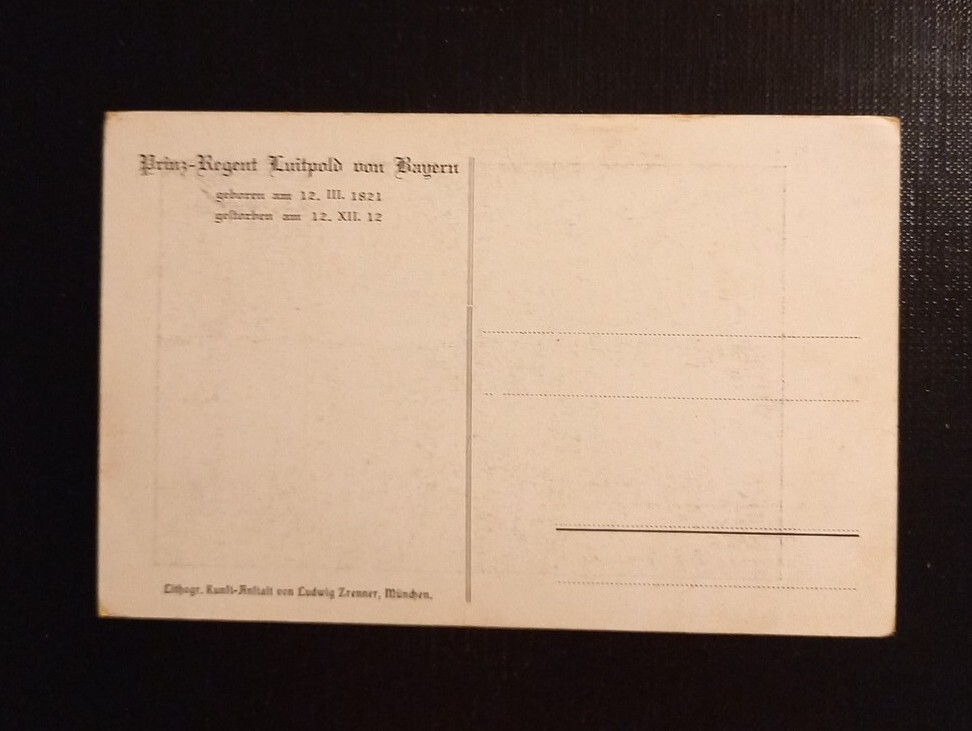 Prinz-Regent Luitpold von Bayern
geboren am 12. III. 1821
gestorben am 12. XII. 12
Lithogr. Kunst-Anstalt von Ludwig Zrenner, München.